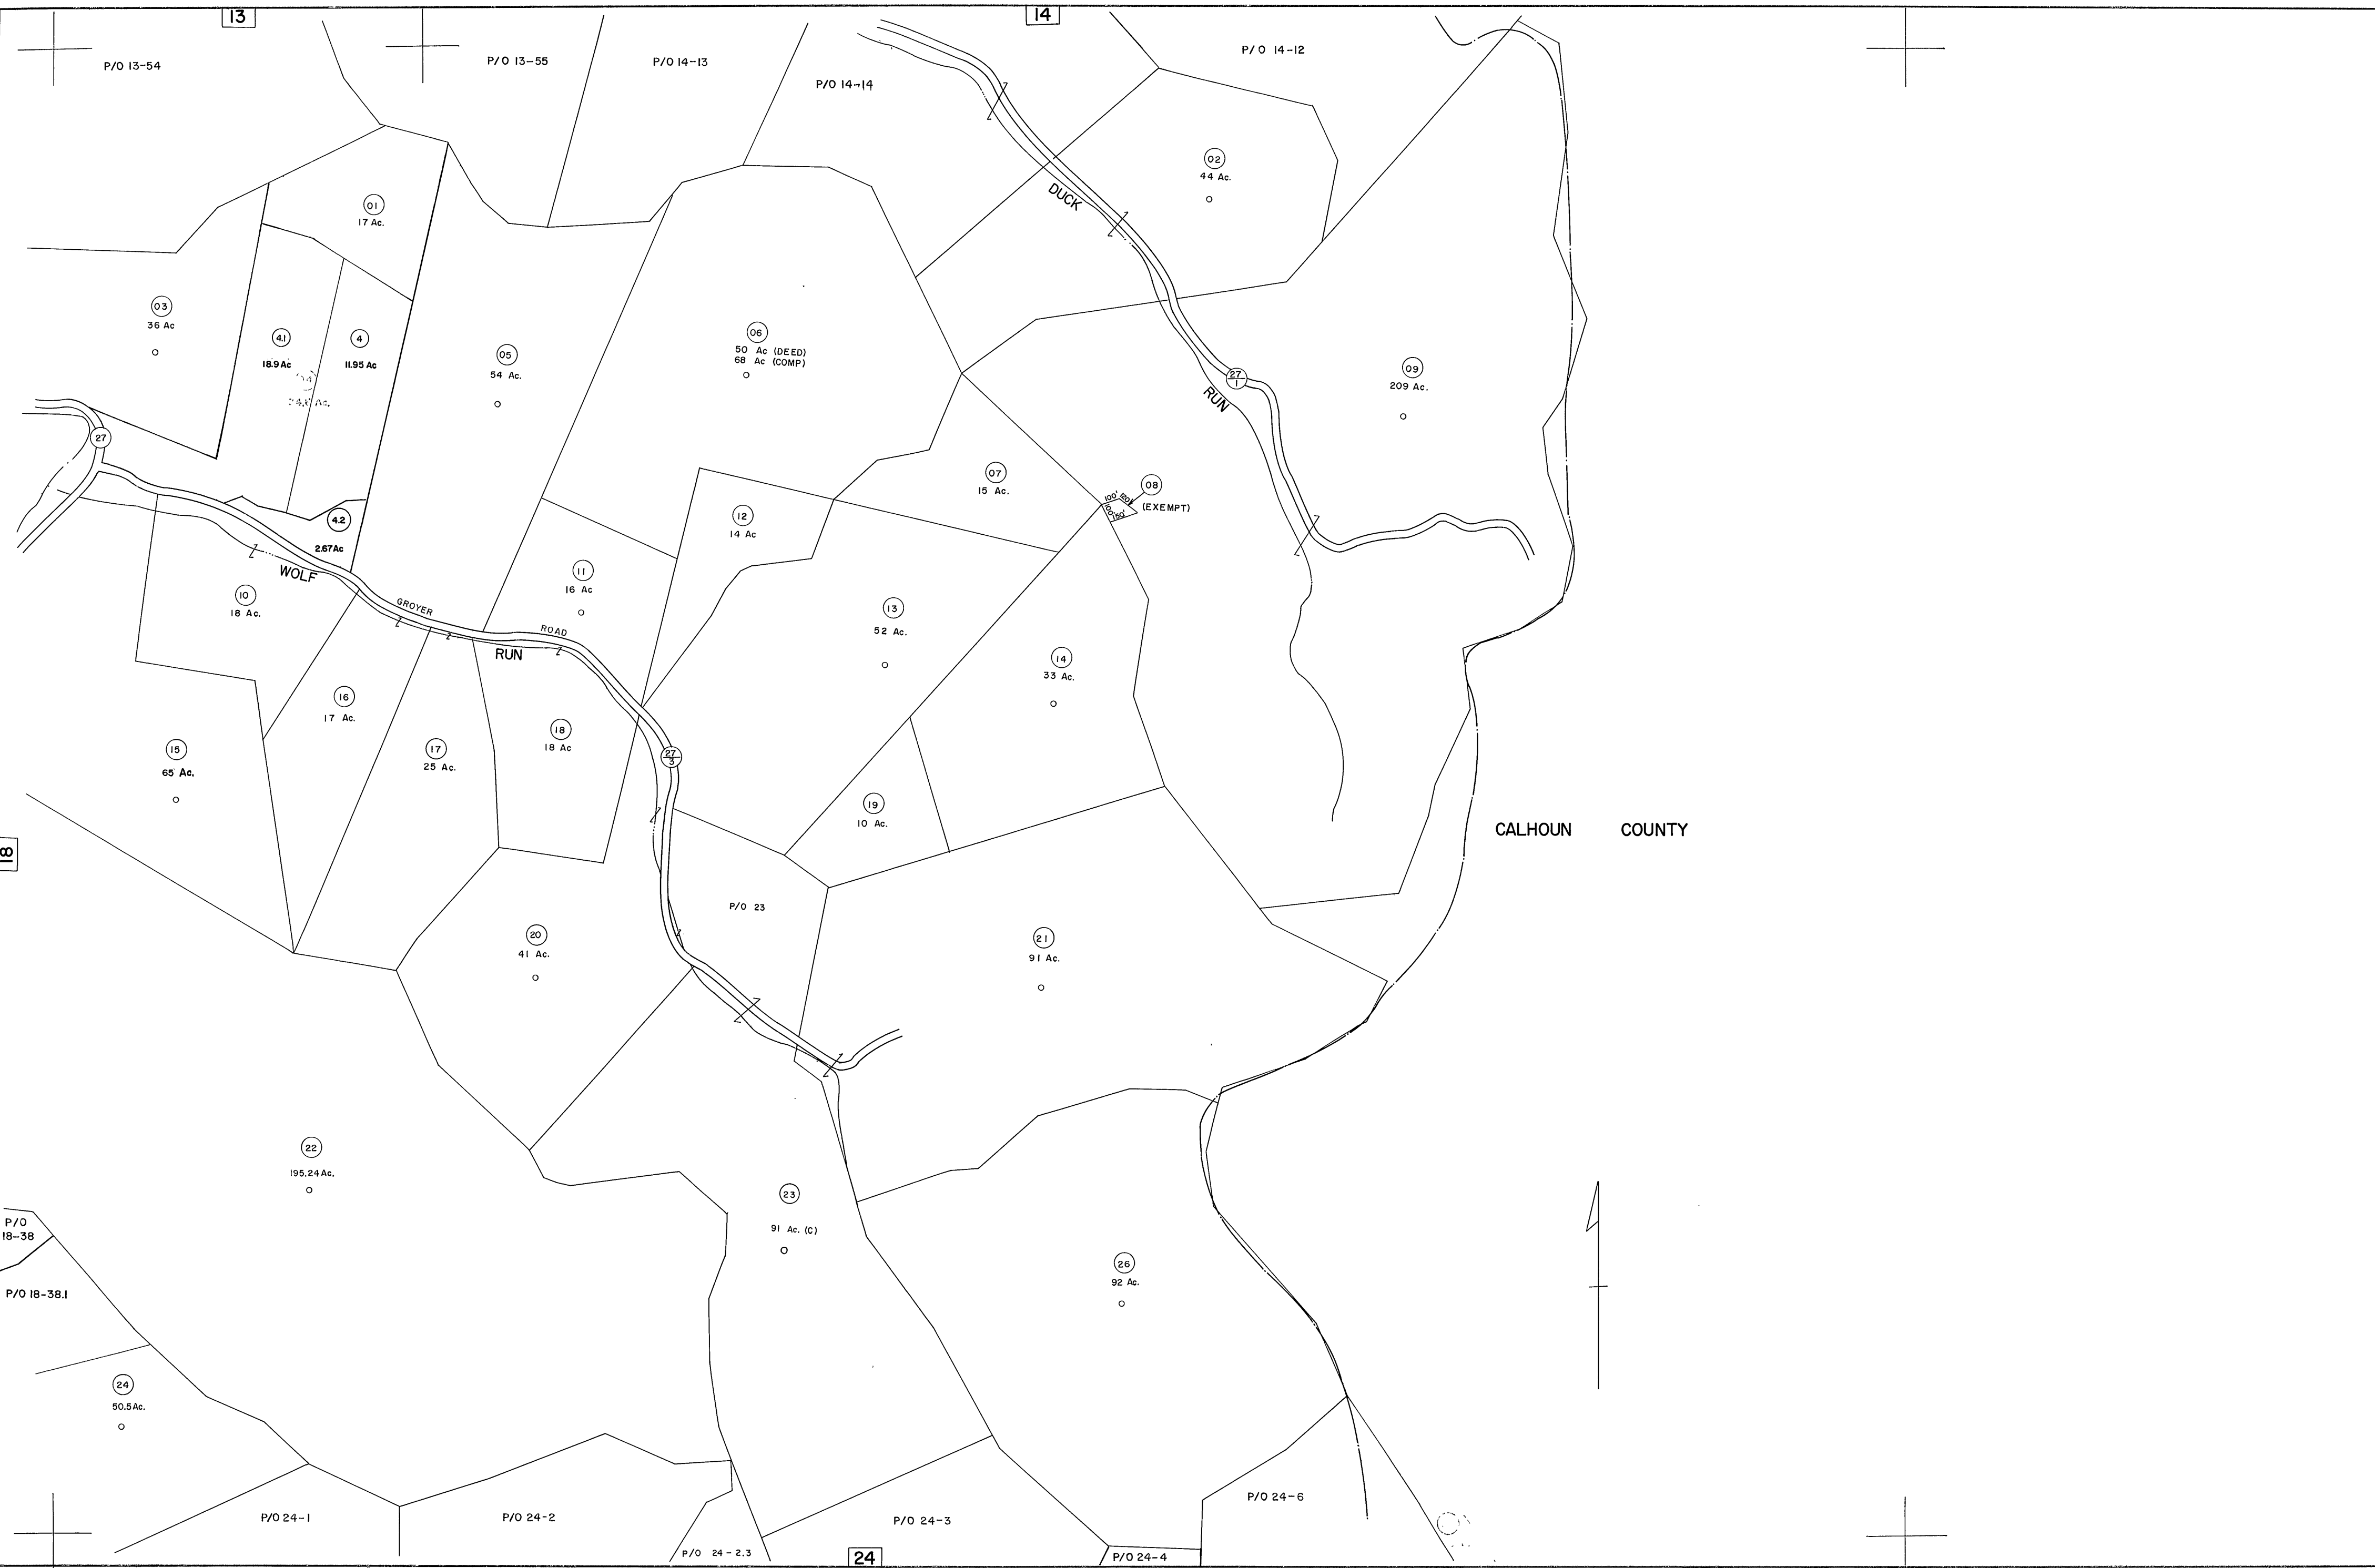 13
14
P/O 13-54
P/O 13-55
P/O 14-13
P/O 14-14
P/O 14-12
02
44 Ac.
01
17 Ac.
DUCK
03
36 Ac
4.1
18.9 Ac
4
11.95 Ac
05
54 Ac.
06
50 Ac (DEED)
68 Ac (COMP)
27
1
09
209 Ac.
RUN
27
07
15 Ac.
08
(EXEMPT)
100'
120'
100'
150'
4.2
2.67Ac
12
14 Ac
WOLF
10
18 Ac.
11
16 Ac
GROYER
ROAD
RUN
13
52 Ac.
14
33 Ac.
16
17 Ac.
15
65 Ac.
17
25 Ac.
18
18 Ac
27
3
19
10 Ac.
CALHOUN COUNTY
18
P/O 23
20
41 Ac.
21
91 Ac.
22
195.24 Ac.
23
91 Ac. (C)
P/O
18-38
P/O 18-38.1
26
92 Ac.
24
50.5 Ac.
P/O 24-1
P/O 24-2
P/O 24-2.3
P/O 24-3
P/O 24-4
P/O 24-6
24